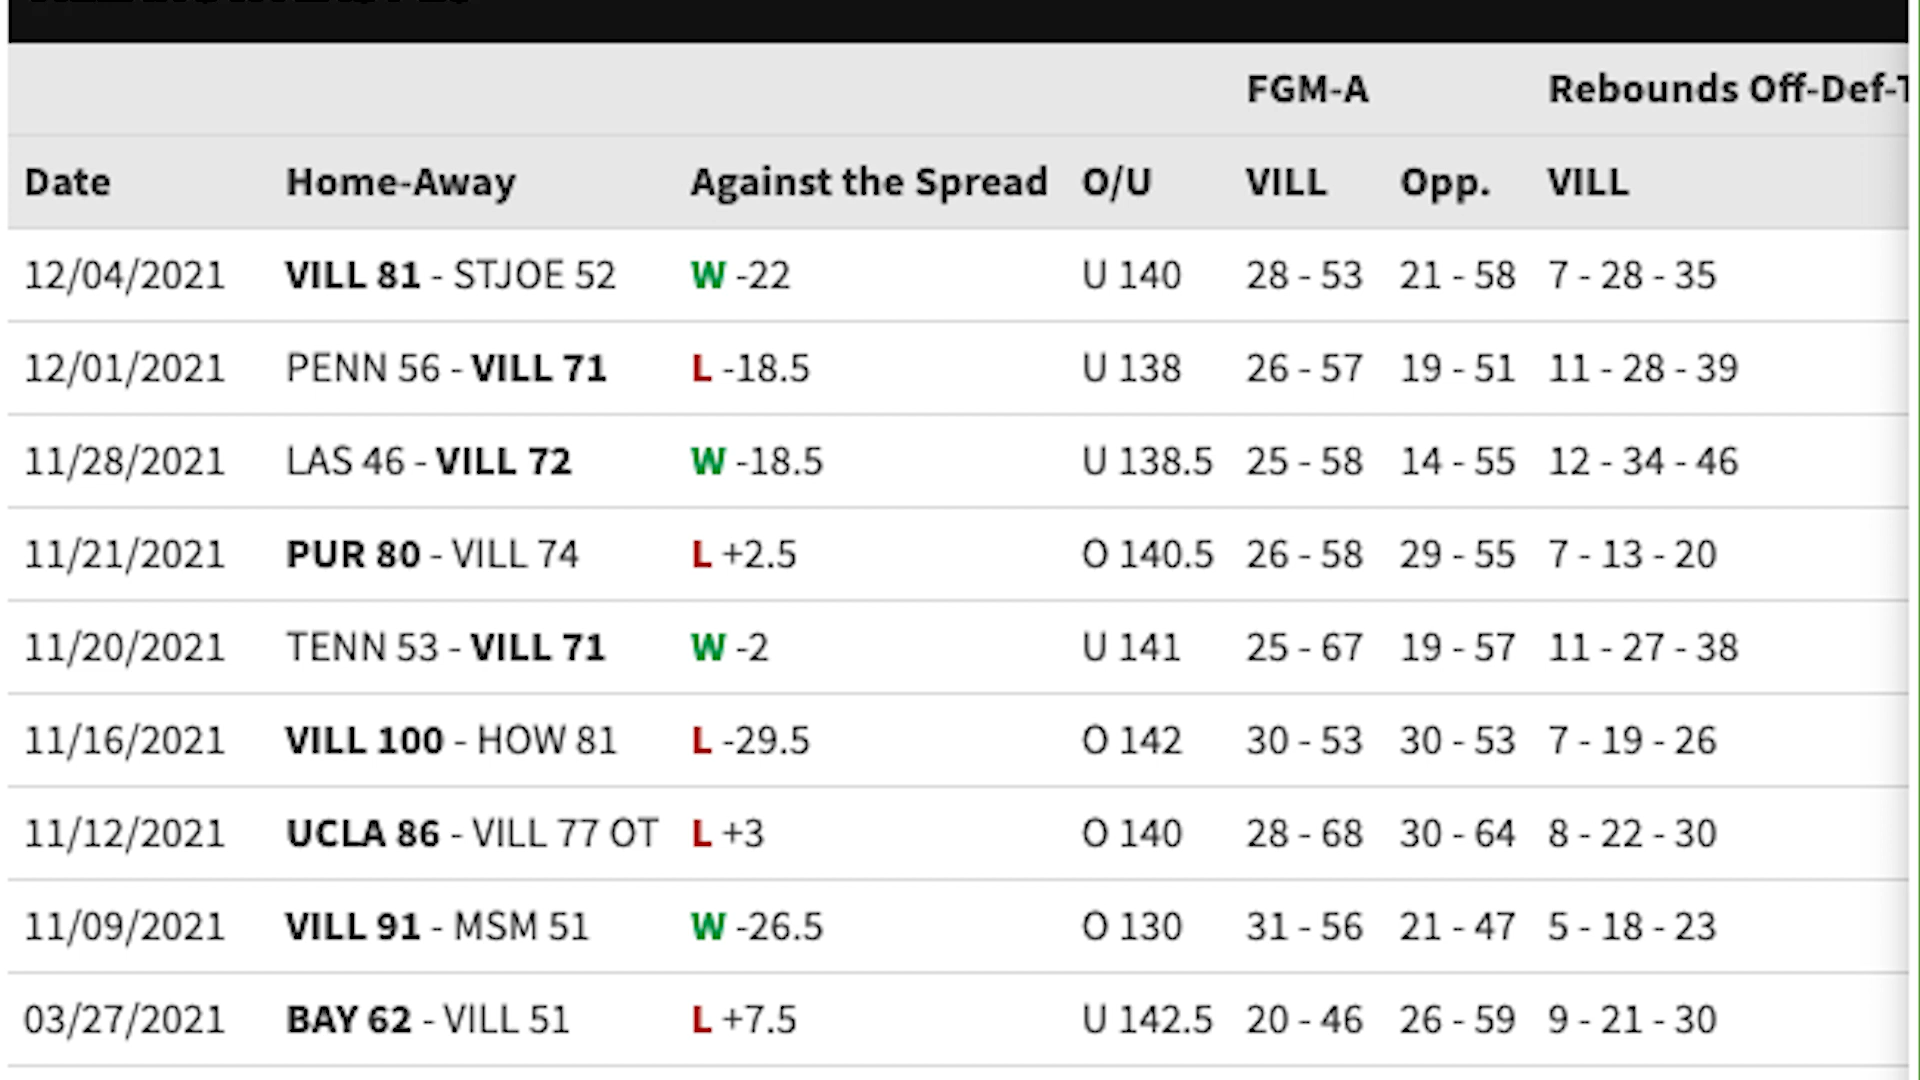 FGM-A Rebounds Off-Def-T
Date Home-Away Against the Spread O/U VILL Opp. VILL
12/04/2021 VILL 81 - STJOE 52 W -22 U 140 28 - 53 21 - 58 7 - 28 - 35
12/01/2021 PENN 56 - VILL 71 L -18.5 U 138 26 - 57 19 - 51 11 - 28 - 39
11/28/2021 LAS 46 - VILL 72 W -18.5 U 138.5 25 - 58 14 - 55 12 - 34 - 46
11/21/2021 PUR 80 - VILL 74 L +2.5 O 140.5 26 - 58 29 - 55 7 - 13 - 20
11/20/2021 TENN 53 - VILL 71 W -2 U 141 25 - 67 19 - 57 11 - 27 - 38
11/16/2021 VILL 100 - HOW 81 L -29.5 O 142 30 - 53 30 - 53 7 - 19 - 26
11/12/2021 UCLA 86 - VILL 77 OT L +3 O 140 28 - 68 30 - 64 8 - 22 - 30
11/09/2021 VILL 91 - MSM 51 W -26.5 O 130 31 - 56 21 - 47 5 - 18 - 23
03/27/2021 BAY 62 - VILL 51 L +7.5 U 142.5 20 - 46 26 - 59 9 - 21 - 30